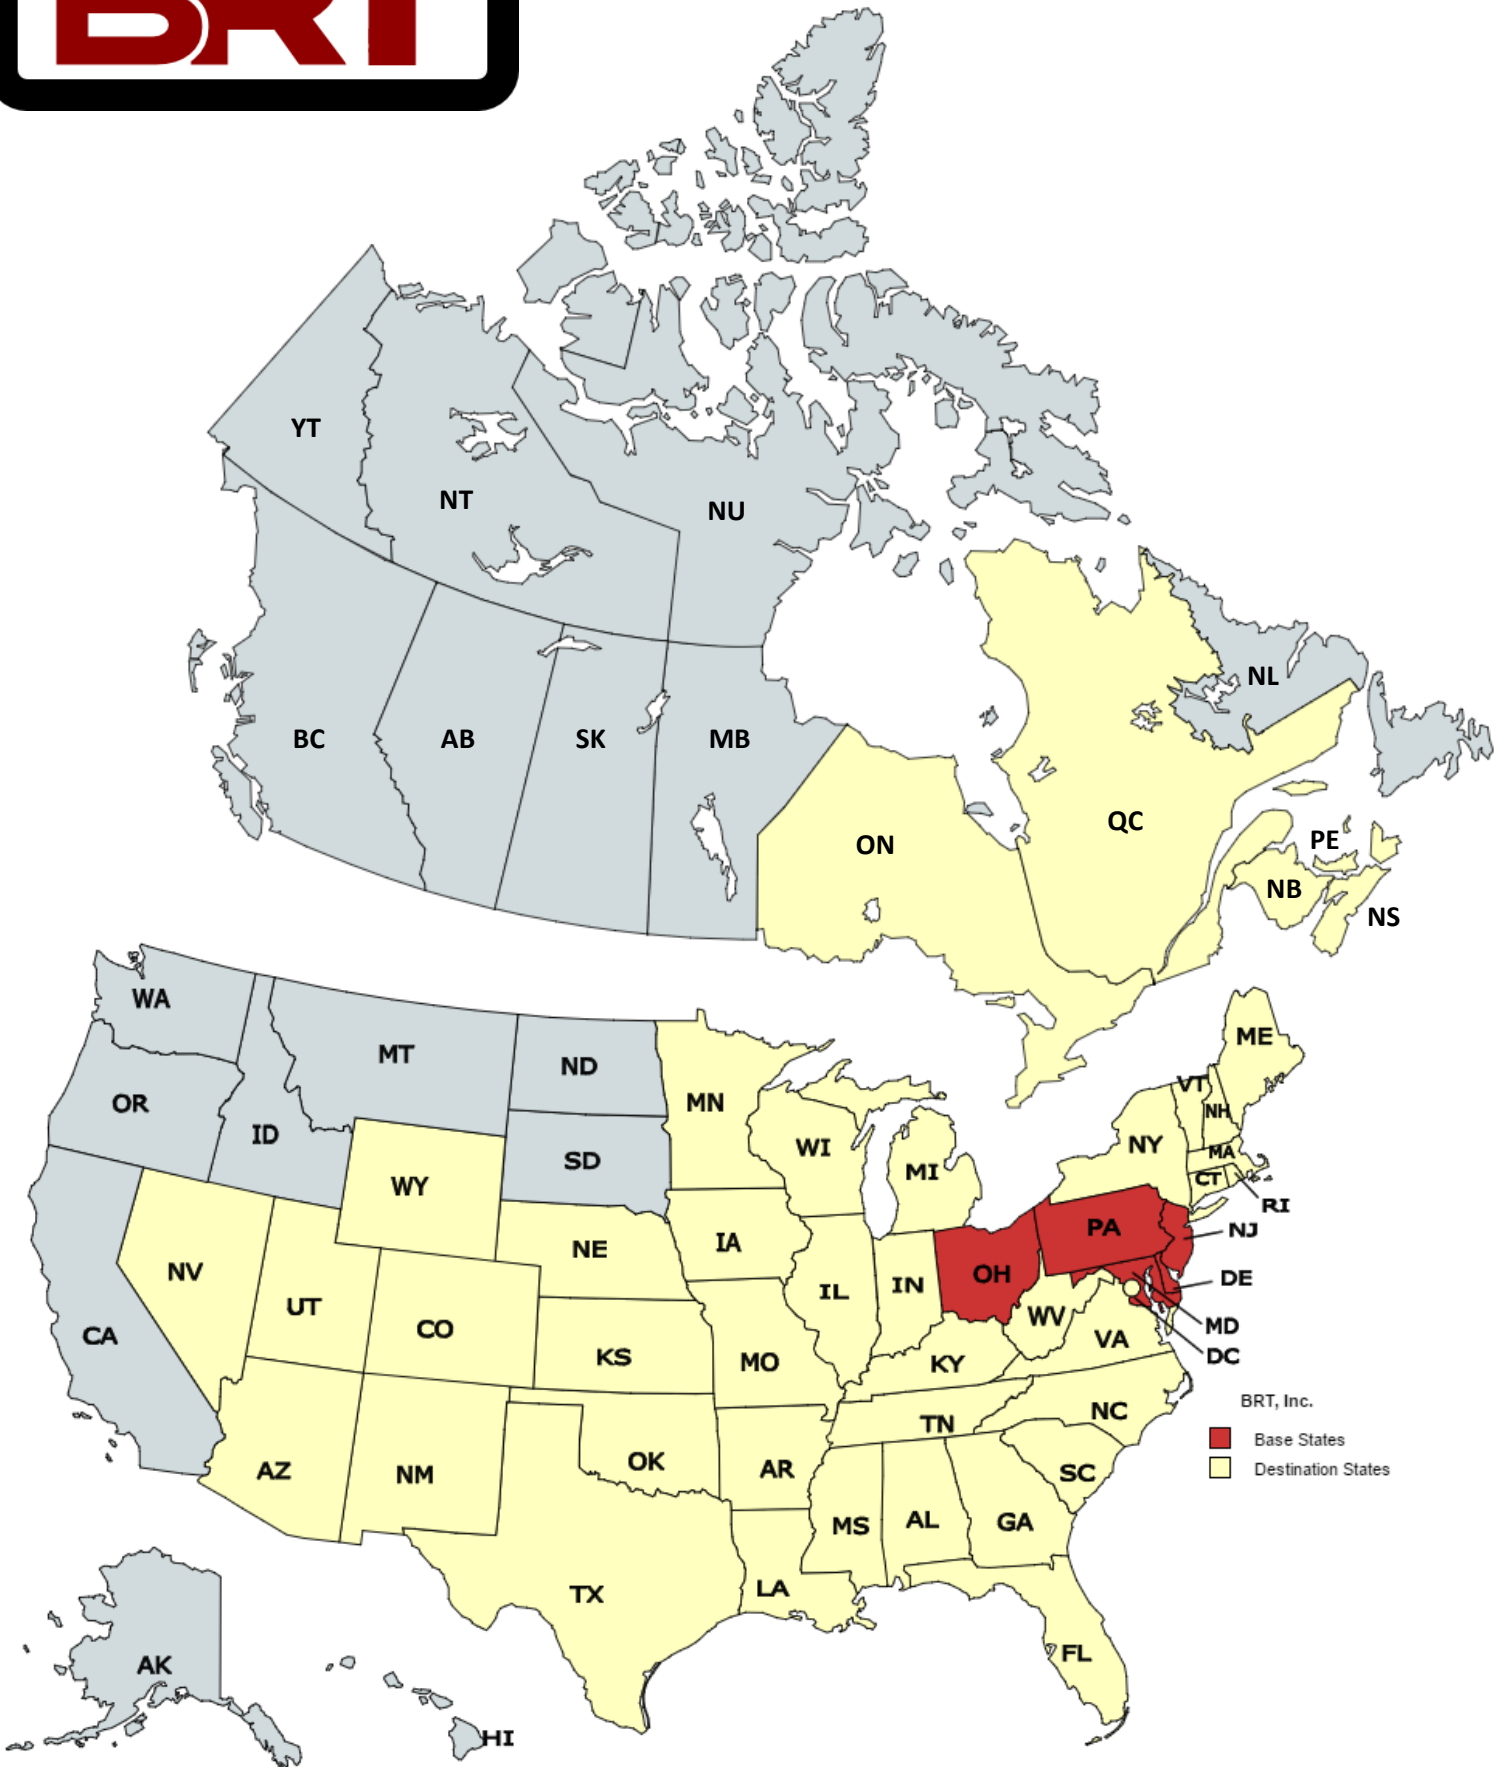 BRT
YT
NT
NU
NL
BC
AB
SK
MB
QC
ON
PE
NB
NS
WA
ME
MT
ND
VT
OR
MN
NH
ID
NY
WI
MA
SD
MI
CT
WY
RI
PA
NJ
IA
NE
NV
OH
DE
IN
IL
UT
WV
MD
CO
CA
VA
DC
KS
MO
KY
BRT, Inc.
NC
TN
Base States
OK
AR
Destination States
AZ
NM
SC
AL
GA
MS
LA
TX
FL
AK
HI